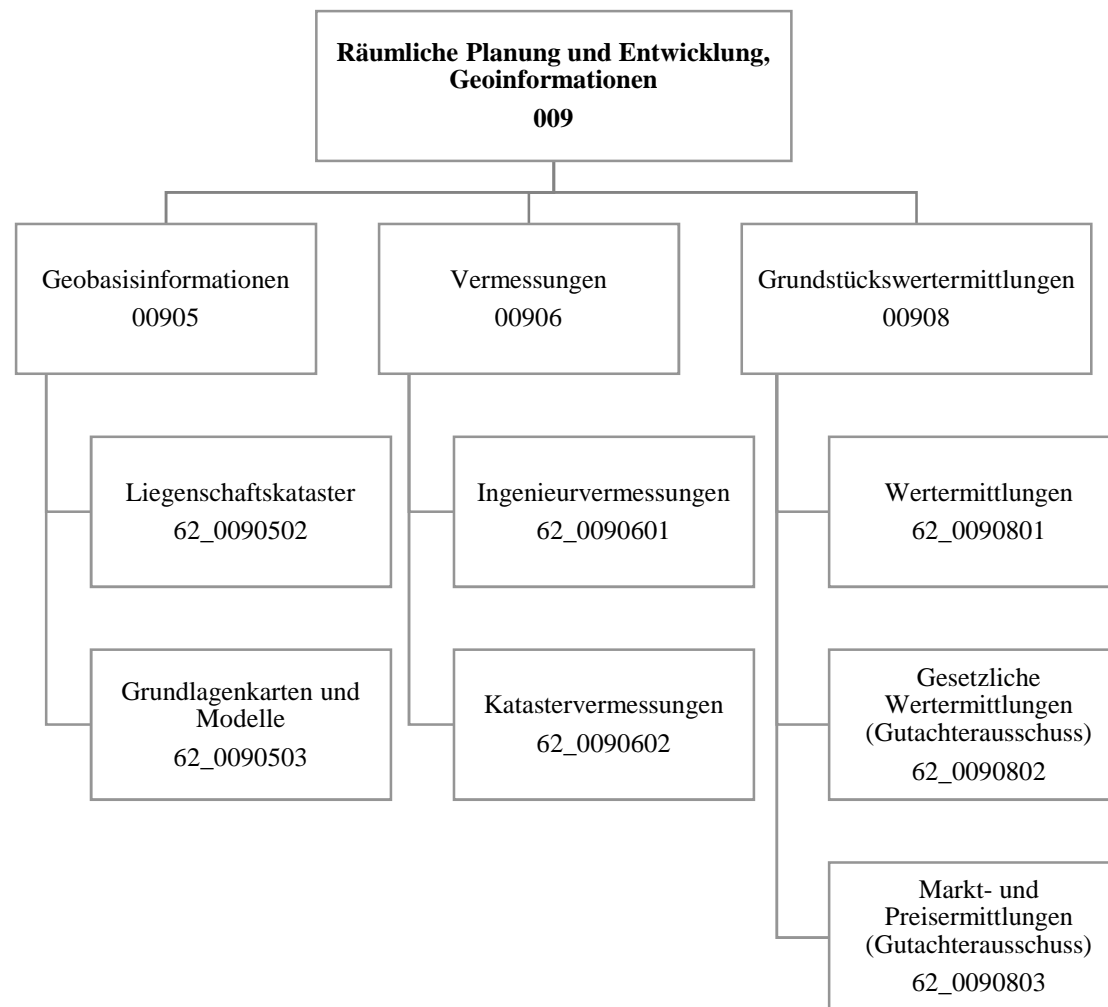 Räumliche Planung und Entwicklung,
Geoinformationen
009
Geobasisinformationen
00905
Vermessungen
00906
Grundstückswertermittlungen
00908
Liegenschaftskataster
62_0090502
Ingenieurvermessungen
62_0090601
Wertermittlungen
62_0090801
Grundlagenkarten und
Modelle
62_0090503
Katastervermessungen
62_0090602
Gesetzliche
Wertermittlungen
(Gutachterausschuss)
62_0090802
Markt- und
Preisermittlungen
(Gutachterausschuss)
62_0090803